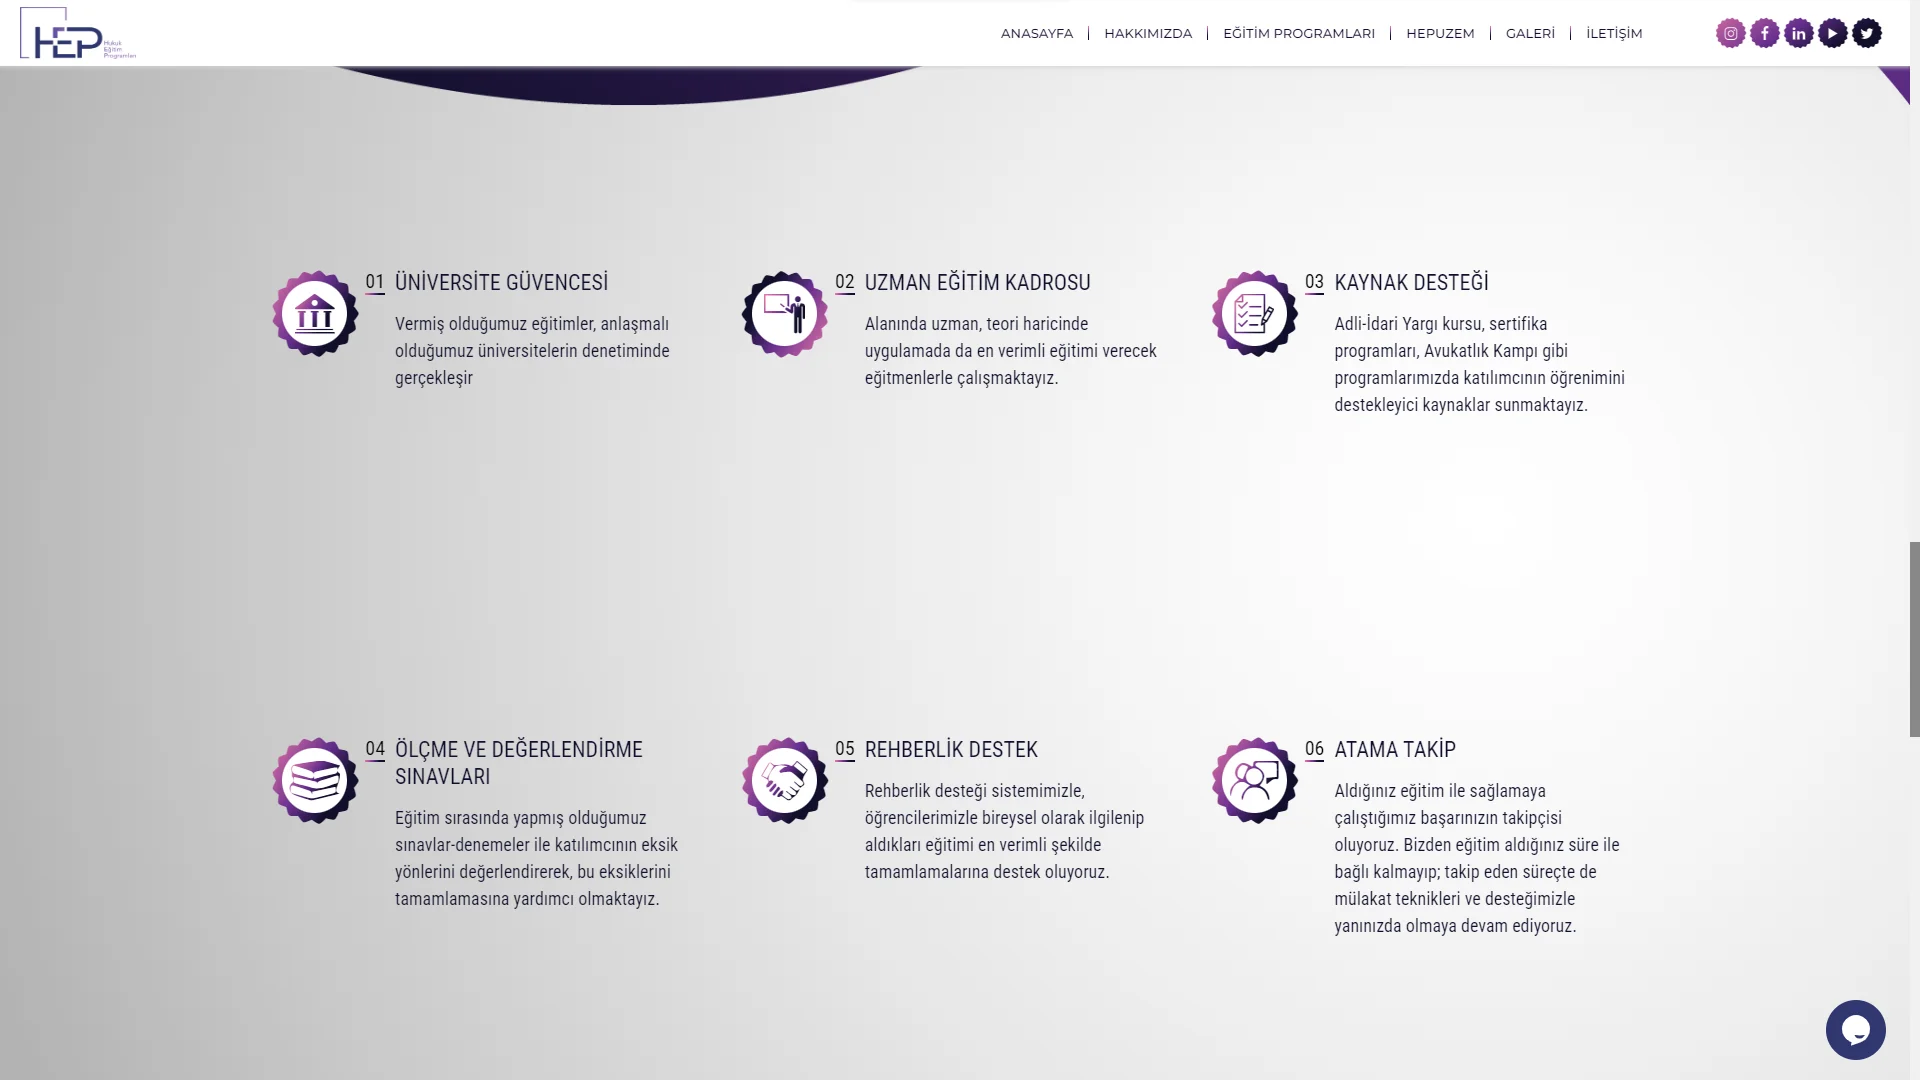 HEP
Hukuk
Eğitim
Programları
ANASAYFA
HAKKIMIZDA
EĞİTİM PROGRAMLARI
HEPUZEM
GALERİ
İLETİŞİM
01 ÜNİVERSİTE GÜVENCESİ
Vermiş olduğumuz eğitimler, anlaşmalı
olduğumuz üniversitelerin denetiminde
gerçekleşir
02 UZMAN EĞİTİM KADROSU
Alanında uzman, teori haricinde
uygulamada da en verimli eğitimi verecek
eğitmenlerle çalışmaktayız.
03 KAYNAK DESTEĞİ
Adli-İdari Yargı kursu, sertifika
programları, Avukatlık Kampı gibi
programlarımızda katılımcının öğrenimini
destekleyici kaynaklar sunmaktayız.
04 ÖLÇME VE DEĞERLENDİRME
SINAVLARI
Eğitim sırasında yapmış olduğumuz
sınavlar-denemeler ile katılımcının eksik
yönlerini değerlendirerek, bu eksiklerini
tamamlamasına yardımcı olmaktayız.
05 REHBERLİK DESTEK
Rehberlik desteği sistemimizle,
öğrencilerimizle bireysel olarak ilgilenip
aldıkları eğitimi en verimli şekilde
tamamlamalarına destek oluyoruz.
06 ATAMA TAKİP
Aldığınız eğitim ile sağlamaya
çalıştığımız başarınızın takipçisi
oluyoruz. Bizden eğitim aldığınız süre ile
bağlı kalmayıp; takip eden süreçte de
mülakat teknikleri ve desteğimizle
yanınızda olmaya devam ediyoruz.